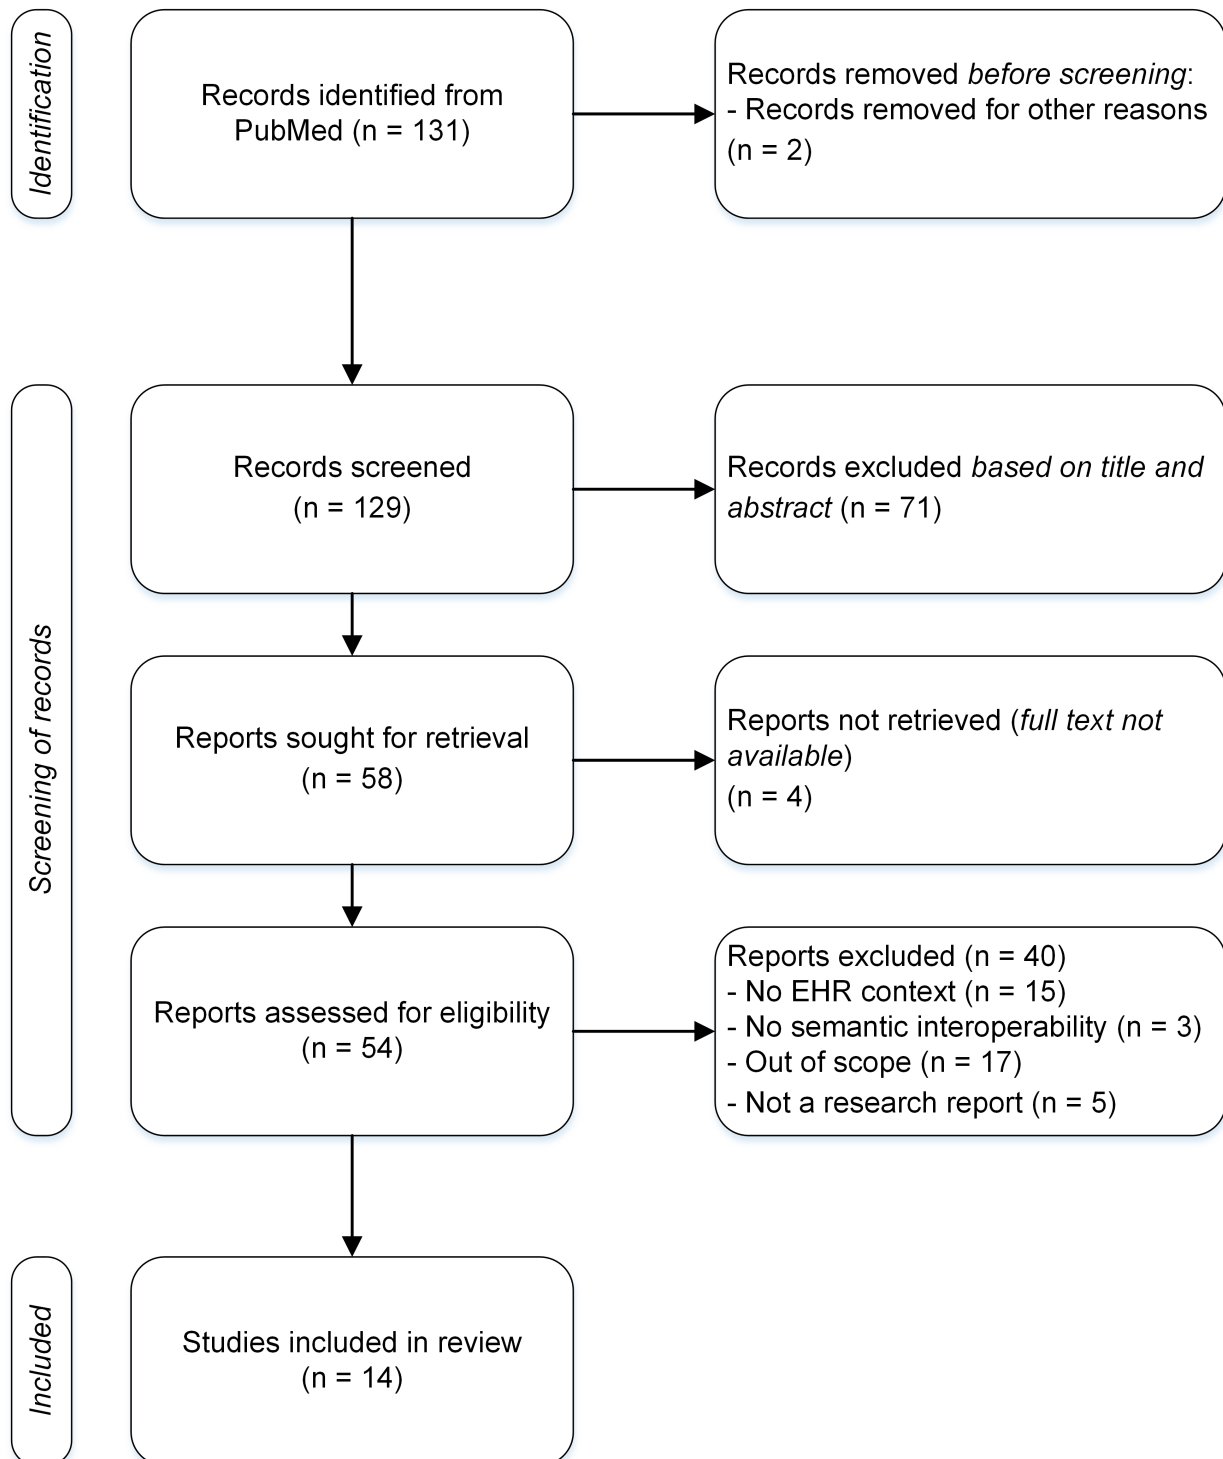 Identification
Records identified from
PubMed (n = 131)
Records removed before screening:
- Records removed for other reasons
(n = 2)
Screening of records
Records screened
(n = 129)
Records excluded based on title and
abstract (n = 71)
Reports sought for retrieval
(n = 58)
Reports not retrieved (full text not
available)
(n = 4)
Reports assessed for eligibility
(n = 54)
Reports excluded (n = 40)
- No EHR context (n = 15)
- No semantic interoperability (n = 3)
- Out of scope (n = 17)
- Not a research report (n = 5)
Included
Studies included in review
(n = 14)